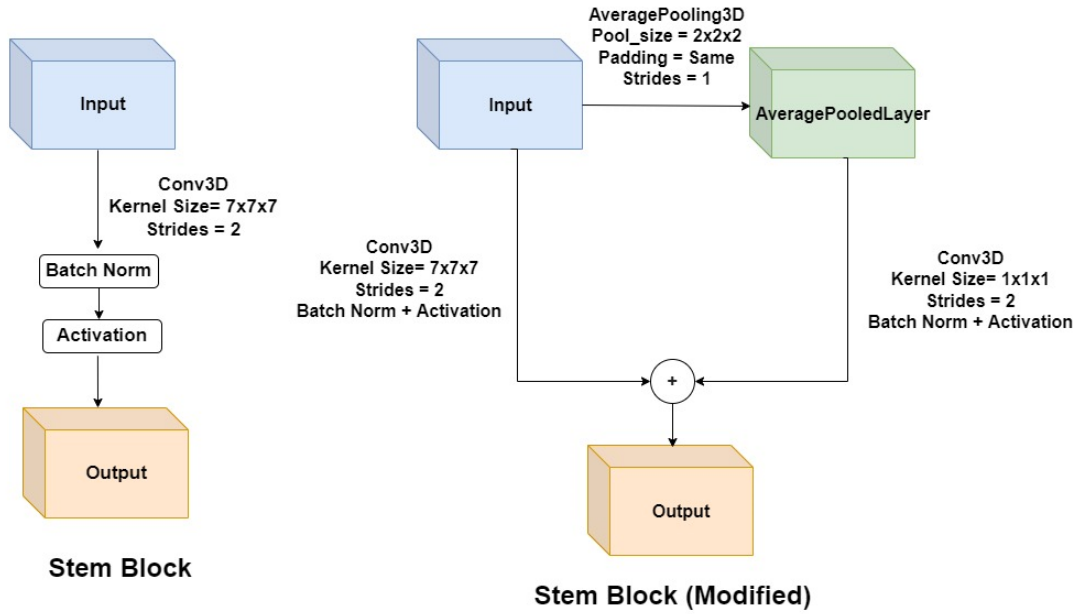 Input
Conv3D
Kernel Size= 7x7x7
Strides = 2
Batch Norm
Activation
Output
Stem Block
AveragePooling3D
Pool_size = 2x2x2
Padding = Same
Strides = 1
Input
AveragePooledLayer
Conv3D
Kernel Size= 7x7x7
Strides = 2
Batch Norm + Activation
Conv3D
Kernel Size= 1x1x1
Strides = 2
Batch Norm + Activation
+
Output
Stem Block (Modified)